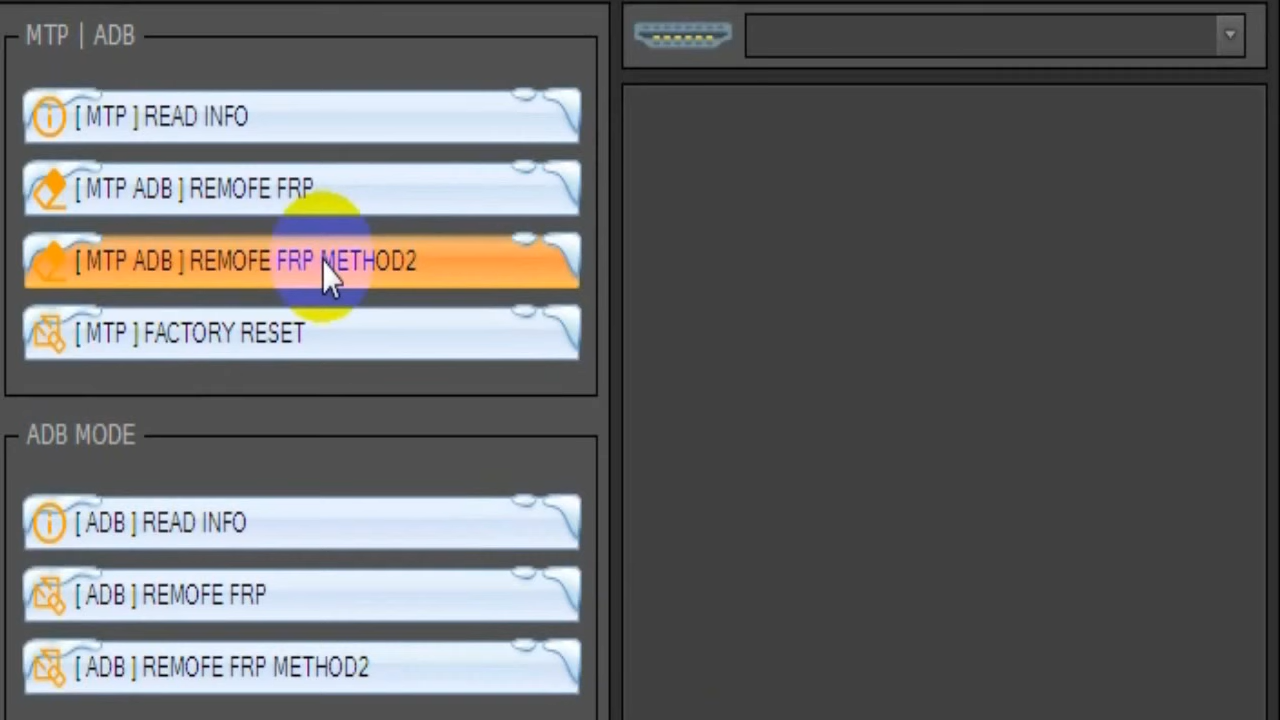 MTP | ADB
[ MTP ] READ INFO
[ MTP ADB ] REMOFE FRP
[ MTP ADB ] REMOFE FRP METHOD2
[ MTP ] FACTORY RESET
ADB MODE
[ ADB ] READ INFO
[ ADB ] REMOFE FRP
[ ADB ] REMOFE FRP METHOD2